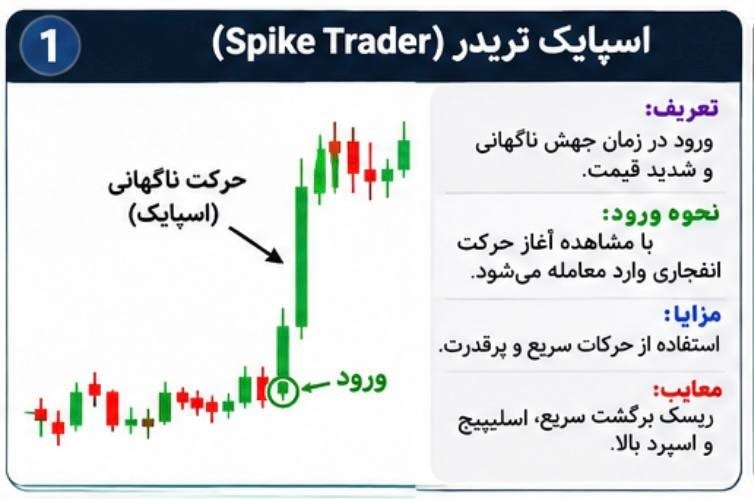 1
اسپایک تریدر (Spike Trader)
حرکت ناگهانی
(اسپایک)
ورود
تعریف:
ورود در زمان جهش ناگهانی
و شدید قیمت.
نحوه ورود:
با مشاهده آغاز حرکت
انفجاری وارد معامله می‌شود.
مزایا:
استفاده از حرکات سریع و پرقدرت.
معایب:
ریسک برگشت سریع، اسلیپیج
و اسپرد بالا.